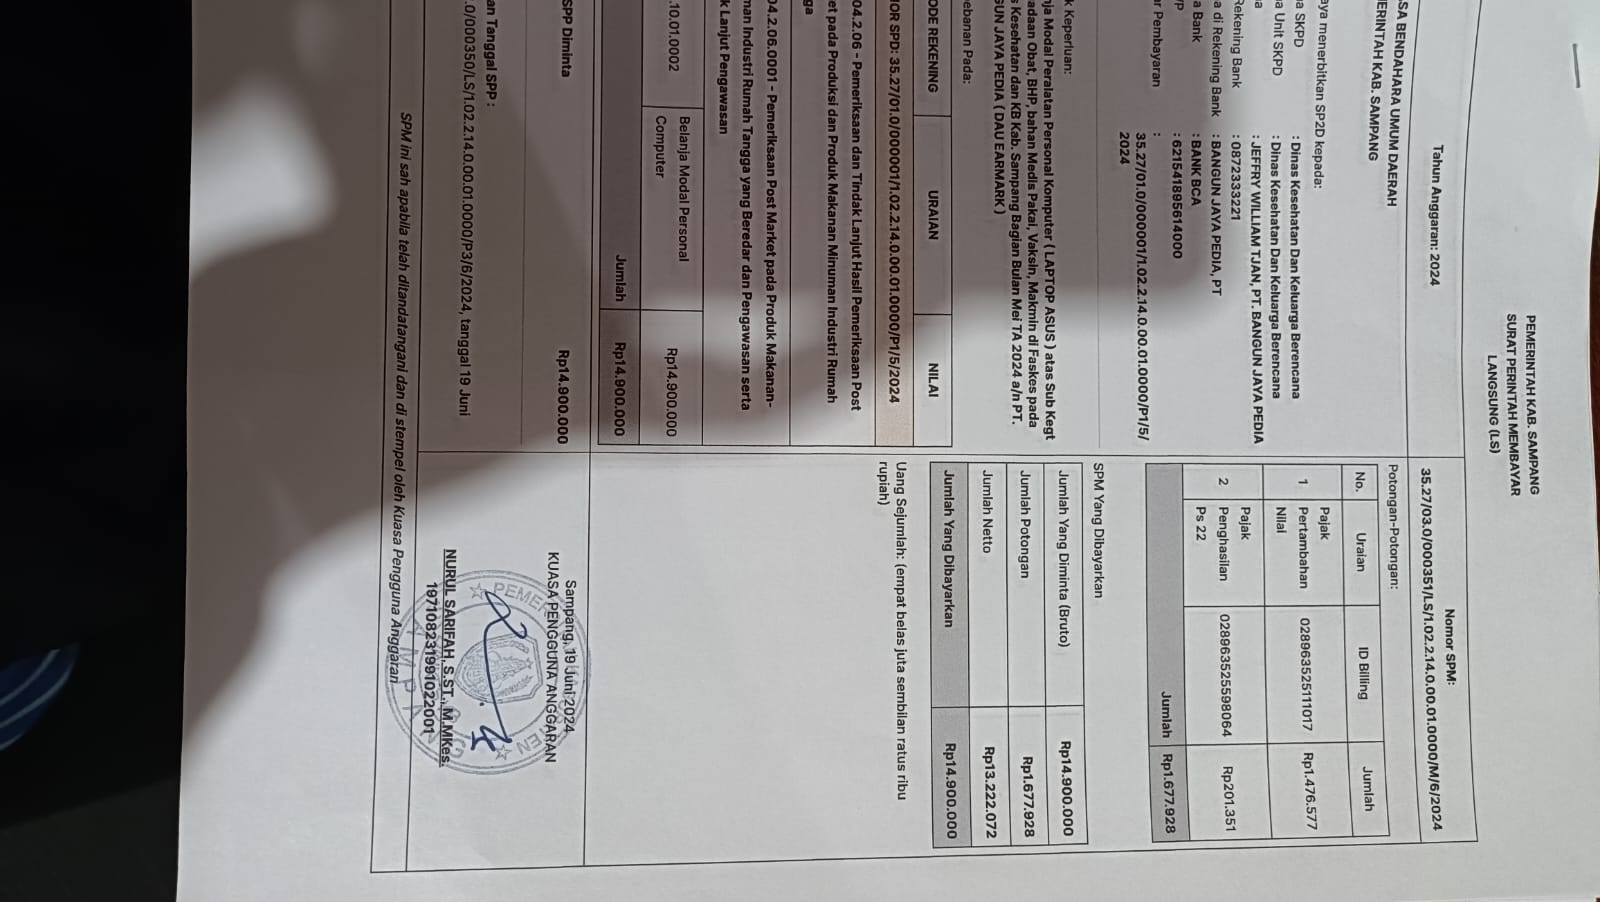 PEMERINTAH KAB. SAMPANG
SURAT PERINTAH MEMBAYAR
LANGSUNG (LS)
Tahun Anggaran: 2024
Nomor SPM:
35.27/03.0/000351/LS/1.02.2.14.0.00.01.0000/M/6/2024
SA BENDAHARA UMUM DAERAH
ERINTAH KAB. SAMPANG
aya menerbitkan SP2D kepada:
a SKPD : Dinas Kesehatan Dan Keluarga Berencana
a Unit SKPD : Dinas Kesehatan Dan Keluarga Berencana
a : JEFFRY WILLIAM TJAN, PT. BANGUN JAYA PEDIA
Rekening Bank : 0872333221
a di Rekening Bank : BANGUN JAYA PEDIA, PT
a Bank : BANK BCA
P : 621541895614000
ar Pembayaran :
35.27/01.0/000001/1.02.2.14.0.00.01.0000/P1/5/
2024
k Keperluan:
nja Modal Peralatan Personal Komputer ( LAPTOP ASUS ) atas Sub Kegt
adaan Obat, BHP, bahan Medis Pakai, Vaksin, Makmin di Faskes pada
s Kesehatan dan KB Kab. Sampang Bagian Bulan Mei TA 2024 a/n PT.
GUN JAYA PEDIA ( DAU EARMARK )
ebanan Pada:
ODE REKENING URAIAN NILAI
OR SPD: 35.27/01.0/000001/1.02.2.14.0.00.01.0000/P1/5/2024
04.2.06 - Pemeriksaan dan Tindak Lanjut Hasil Pemeriksaan Post
et pada Produksi dan Produk Makanan Minuman Industri Rumah
ga
04.2.06.0001 - Pemeriksaan Post Market pada Produk Makanan-
man Industri Rumah Tangga yang Beredar dan Pengawasan serta
k Lanjut Pengawasan
.10.01.0002 Belanja Modal Personal Rp14.900.000
Computer
Jumlah Rp14.900.000
SPP Diminta Rp14.900.000
an Tanggal SPP :
.0/000350/LS/1.02.2.14.0.00.01.0000/P3/6/2024, tanggal 19 Juni
Potongan-Potongan:
No. Uraian ID Billing Jumlah
1 Pajak Pertambahan Nilai 028963525111017 Rp1.476.577
2 Pajak Penghasilan Ps 22 028963525598064 Rp201.351
Jumlah Rp1.677.928
SPM Yang Dibayarkan
Jumlah Yang Diminta (Bruto) Rp14.900.000
Jumlah Potongan Rp1.677.928
Jumlah Netto Rp13.222.072
Jumlah Yang Dibayarkan Rp14.900.000
Uang Sejumlah: (empat belas juta sembilan ratus ribu
rupiah)
Sampang, 19 Juni 2024
KUASA PENGGUNA ANGGARAN
NURUL SARIFAH, S.ST., M.MKes.
197108231991022001
SPM ini sah apabila telah ditandatangani dan di stempel oleh Kuasa Pengguna Anggaran